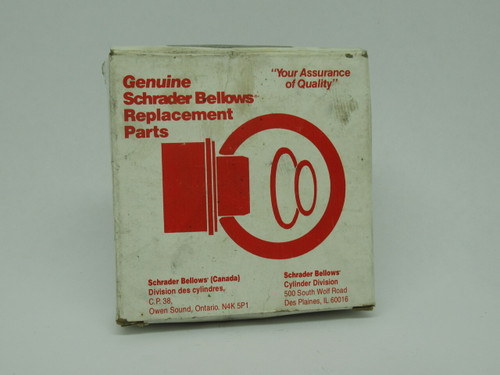 Genuine
Schrader Bellows
Replacement
Parts
"Your Assurance
of Quality"
Schrader Bellows (Canada)
Division des cylindres,
C.P. 38,
Owen Sound, Ontario. N4K 5P1
Schrader Bellows
Cylinder Division
500 South Wolf Road
Des Plaines, IL 60016